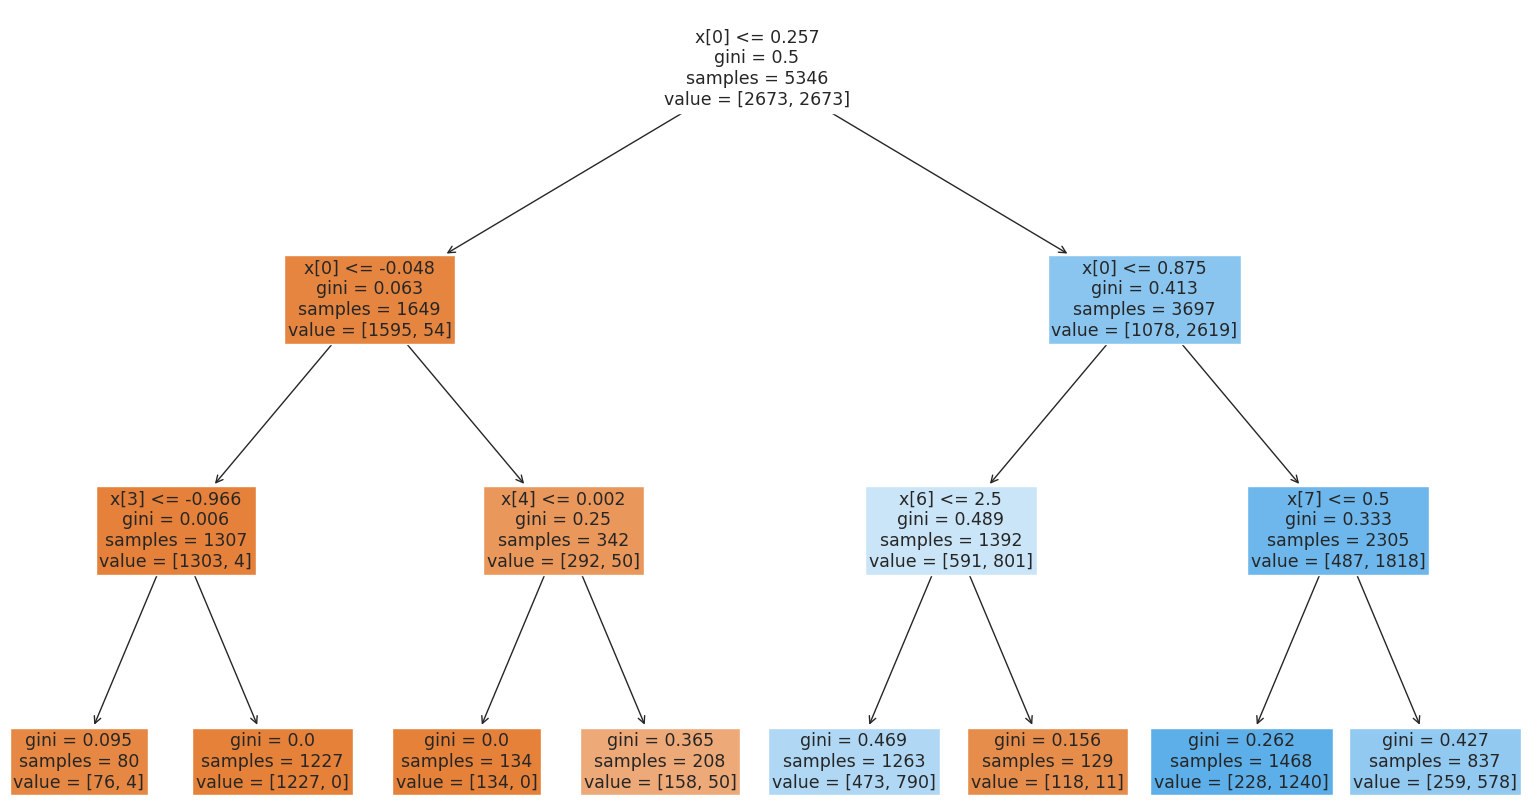 x[0] <= 0.257
gini = 0.5
samples = 5346
value = [2673, 2673]
x[0] <= -0.048
gini = 0.063
samples = 1649
value = [1595, 54]
x[0] <= 0.875
gini = 0.413
samples = 3697
value = [1078, 2619]
x[3] <= -0.966
gini = 0.006
samples = 1307
value = [1303, 4]
x[4] <= 0.002
gini = 0.25
samples = 342
value = [292, 50]
x[6] <= 2.5
gini = 0.489
samples = 1392
value = [591, 801]
x[7] <= 0.5
gini = 0.333
samples = 2305
value = [487, 1818]
gini = 0.095
samples = 80
value = [76, 4]
gini = 0.0
samples = 1227
value = [1227, 0]
gini = 0.0
samples = 134
value = [134, 0]
gini = 0.365
samples = 208
value = [158, 50]
gini = 0.469
samples = 1263
value = [473, 790]
gini = 0.156
samples = 129
value = [118, 11]
gini = 0.262
samples = 1468
value = [228, 1240]
gini = 0.427
samples = 837
value = [259, 578]